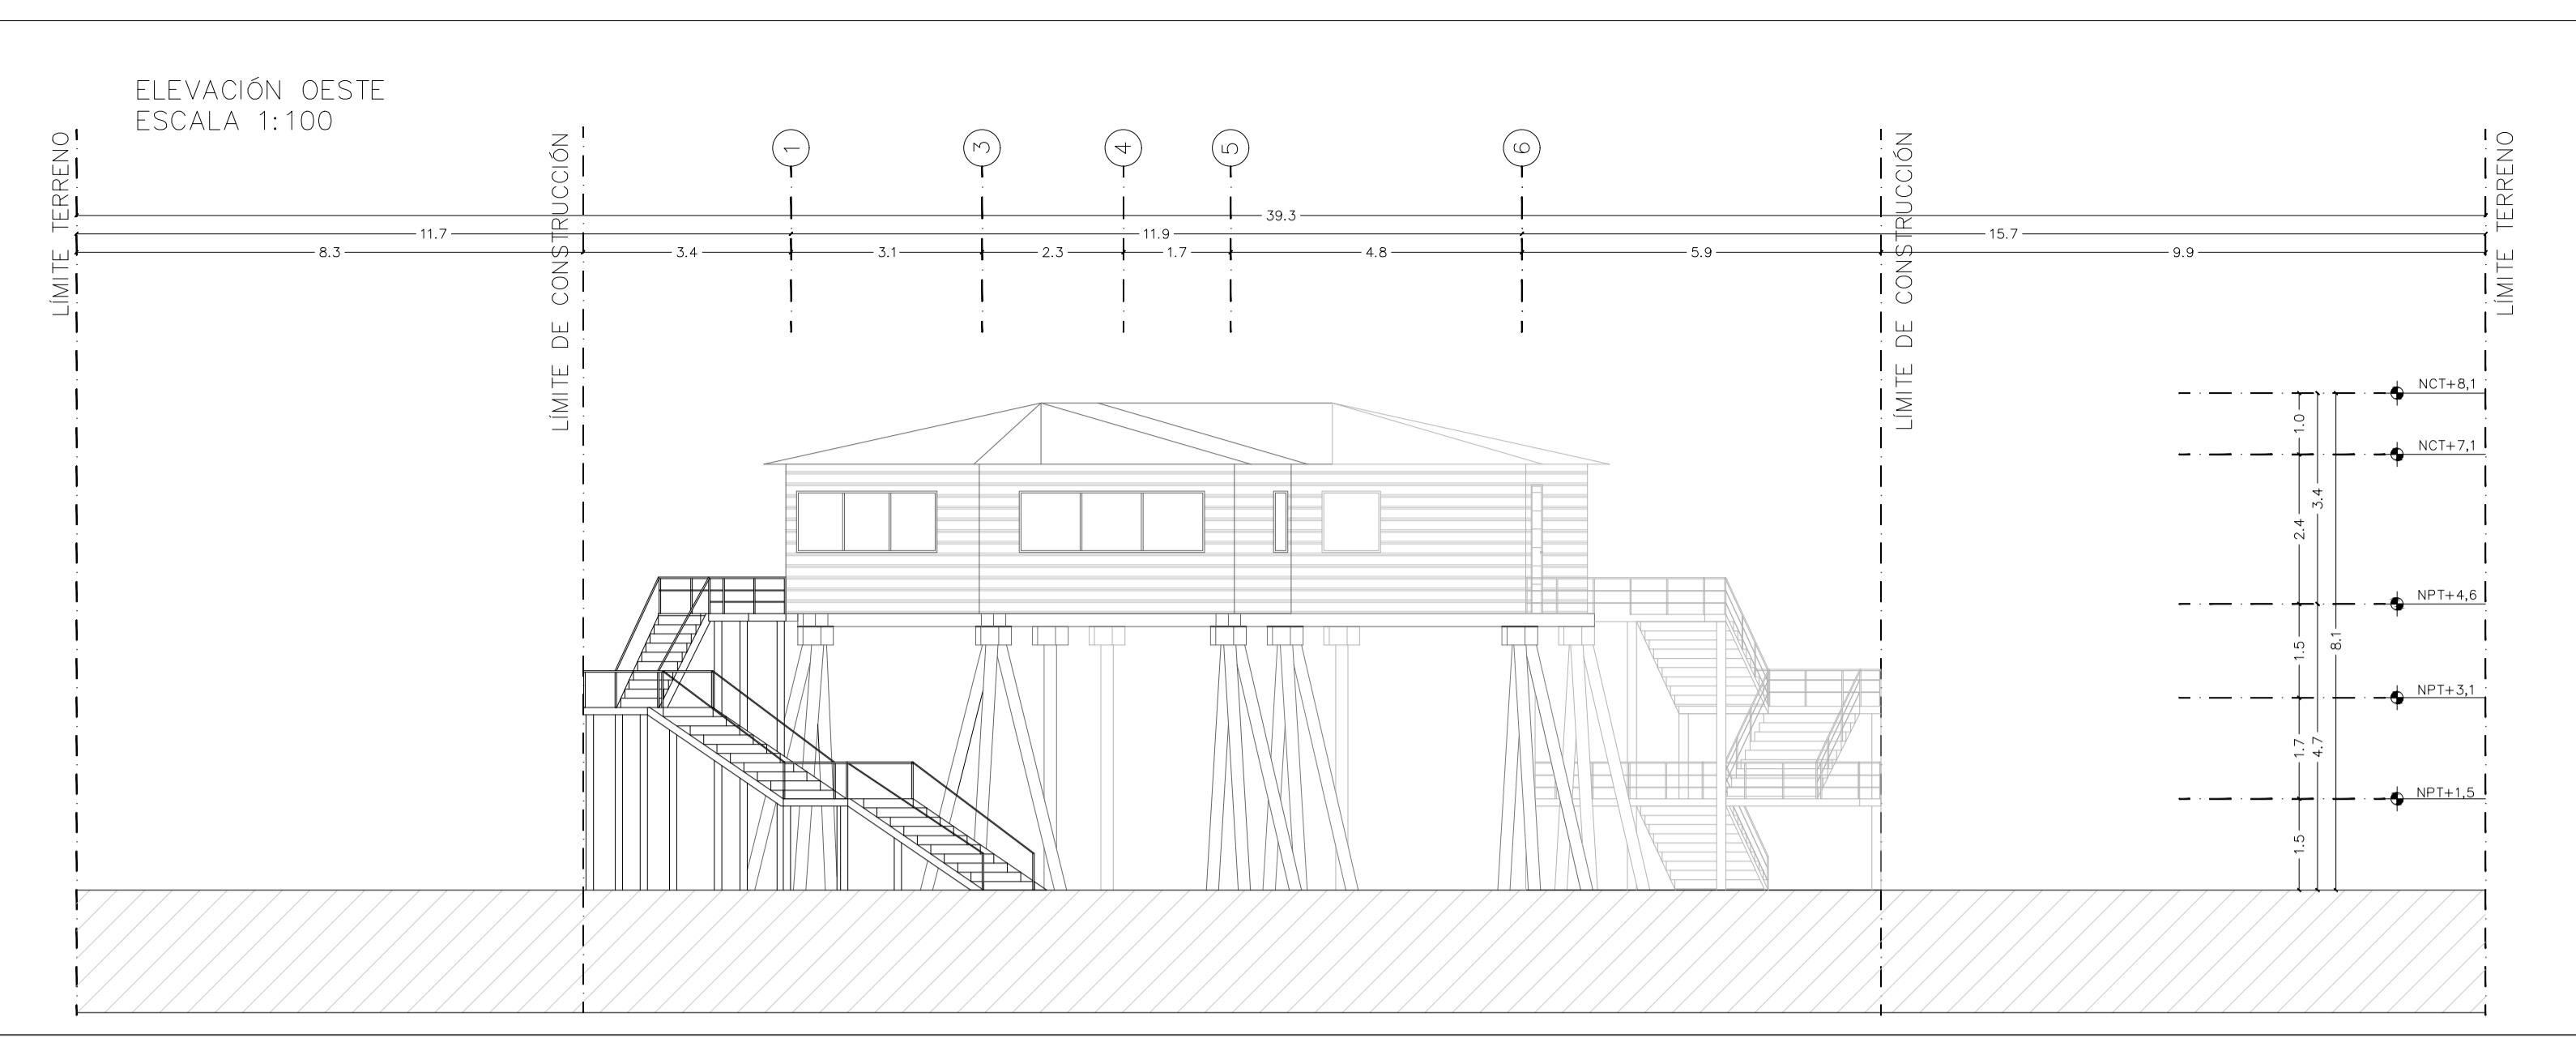 ELEVACIÓN OESTE
ESCALA 1:100
LÍMITE TERRENO
LÍMITE DE CONSTRUCCIÓN
1
3
4
5
6
LÍMITE DE CONSTRUCCIÓN
LÍMITE TERRENO
39.3
11.7
11.9
15.7
8.3
3.4
3.1
2.3
1.7
4.8
5.9
9.9
NCT+8,1
1.0
NCT+7,1
2.4
3.4
NPT+4,6
1.5
8.1
NPT+3,1
1.7
4.7
NPT+1,5
1.5